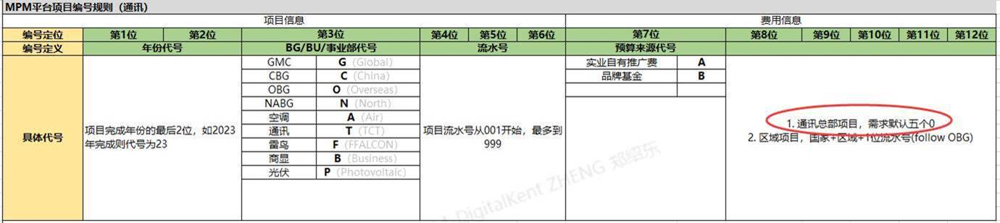 MPM平台项目编号规则（通讯）
项目信息 费用信息
编号定位 第1位 第2位 第3位 第4位 第5位 第6位 第7位 第8位 第9位 第10位 第11位 第12位
编号定义 年份代号 BG/BU/事业部代号 流水号 预算来源代号
具体代号
项目完成年份的最后2位，如2023
年完成则代号为23
GMC G（Global）
CBG C（China）
OBG O（Overseas）
NABG N（North）
空调 A（Air）
通讯 T（TCT）
雷鸟 F（FFALCON）
商显 B（Business）
光伏 P（Photovoltaic）
项目流水号从001开始，最多到
999
实业自有推广费 A
品牌基金 B
1. 通讯总部项目，需求默认五个0
2. 区域项目，国家+区域+1位流水号(follow OBG)
DigitalKent ZHENG 郑绍东